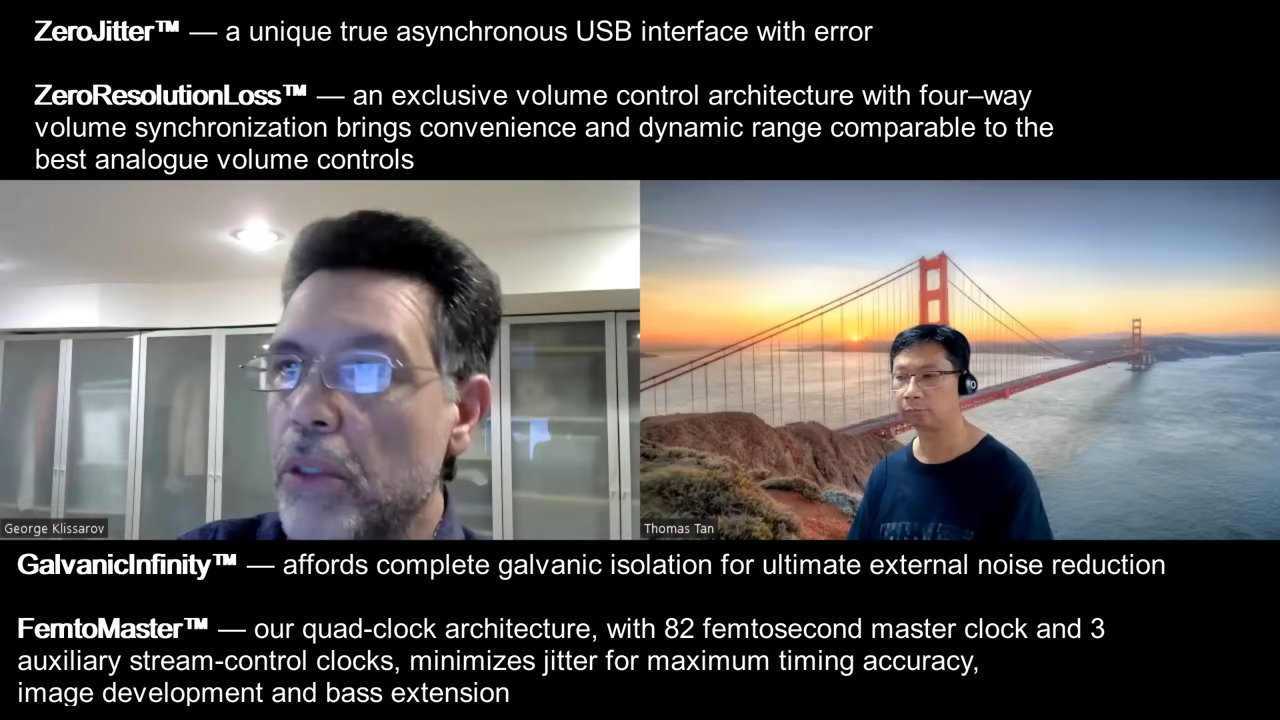 ZeroJitter™ — a unique true asynchronous USB interface with error
ZeroResolutionLoss™ — an exclusive volume control architecture with four–way
volume synchronization brings convenience and dynamic range comparable to the
best analogue volume controls
George Klissarov
Thomas Tan
GalvanicInfinity™ — affords complete galvanic isolation for ultimate external noise reduction
FemtoMaster™ — our quad-clock architecture, with 82 femtosecond master clock and 3
auxiliary stream-control clocks, minimizes jitter for maximum timing accuracy,
image development and bass extension